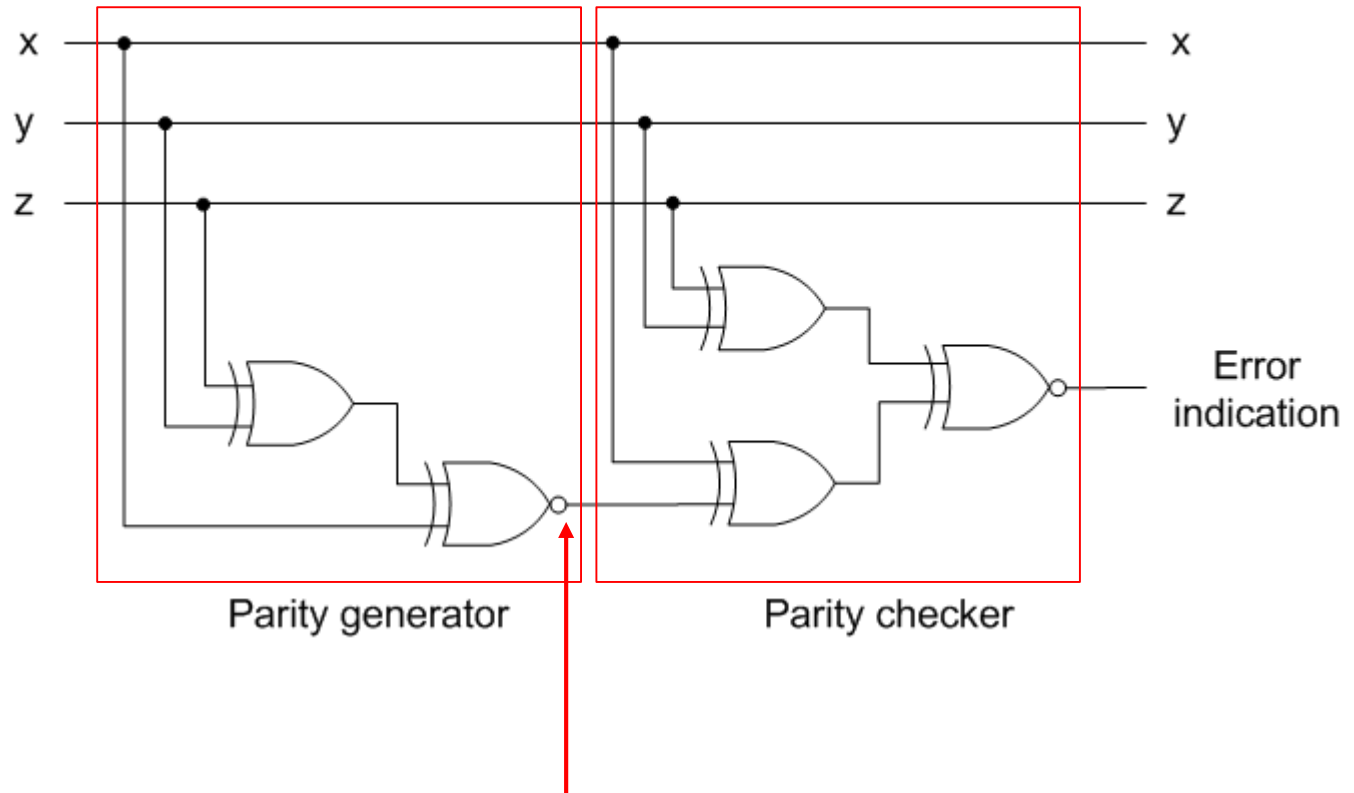 x
x
y
y
z
z
Error
indication
Parity generator
Parity checker